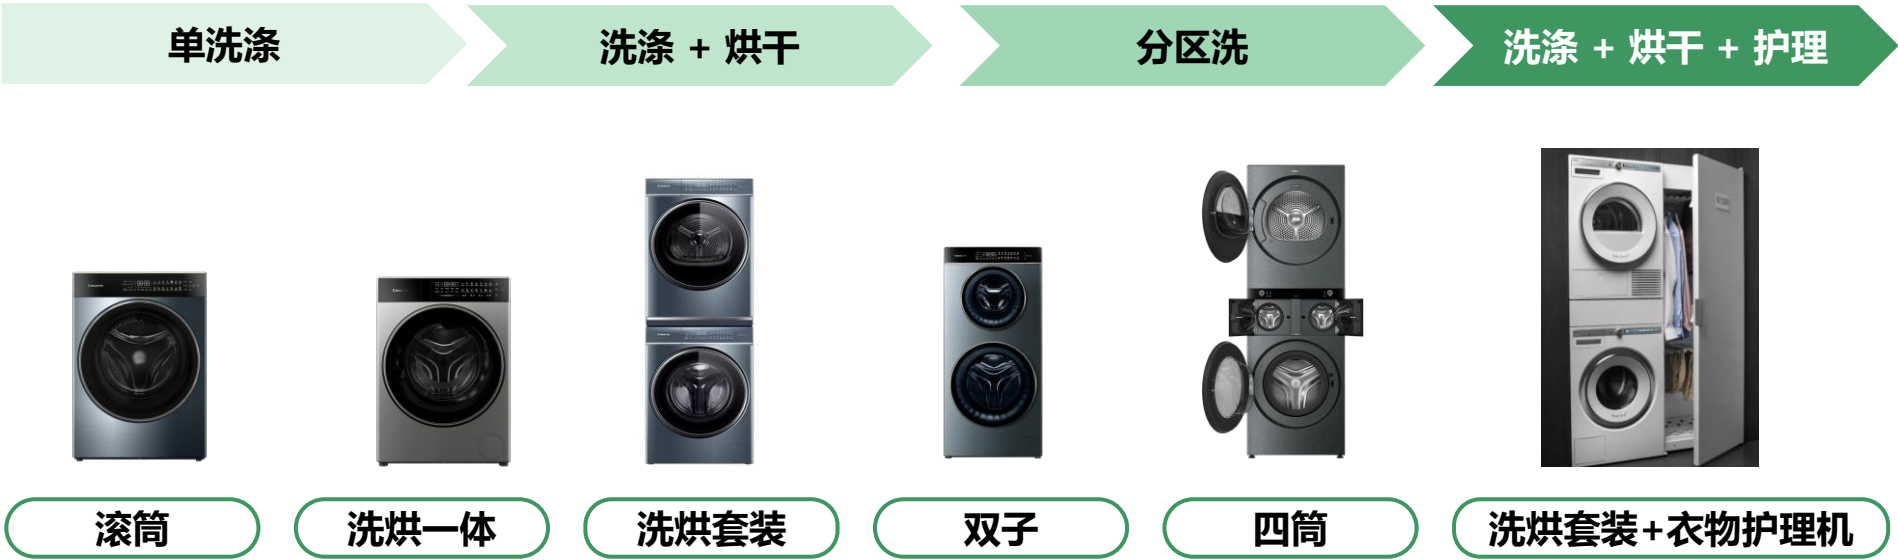 单洗涤
洗涤 + 烘干
分区洗
洗涤 + 烘干 + 护理
滚筒
洗烘一体
洗烘套装
双子
四筒
洗烘套装+衣物护理机